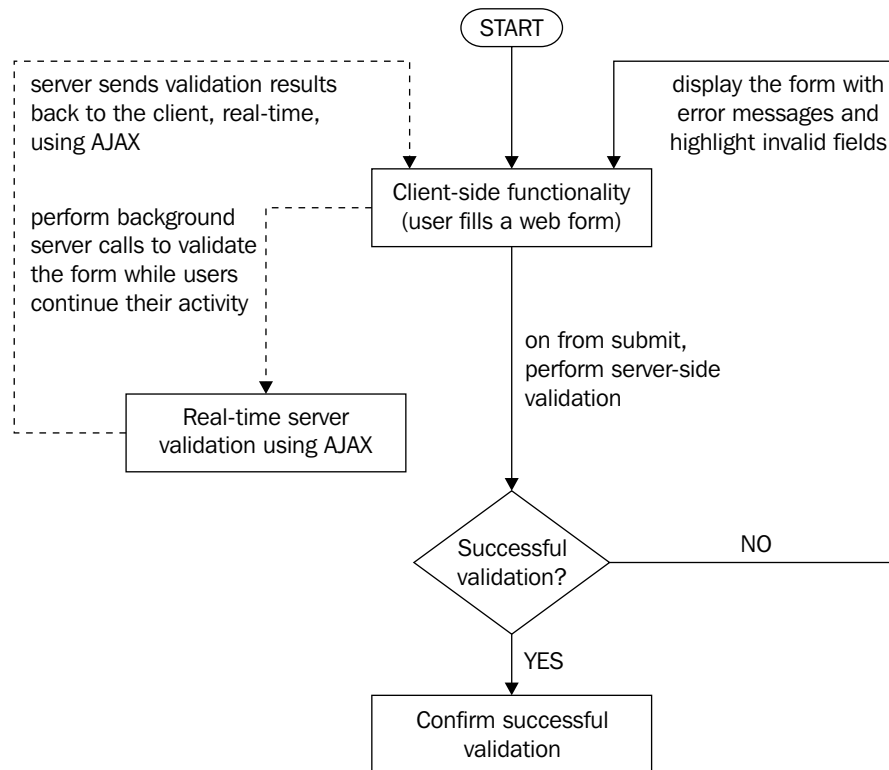 START
server sends validation results
back to the client, real-time,
using AJAX
display the form with
error messages and
highlight invalid fields
Client-side functionality
(user fills a web form)
perform background
server calls to validate
the form while users
continue their activity
on from submit,
perform server-side
validation
Real-time server
validation using AJAX
Successful
validation?
NO
YES
Confirm successful
validation